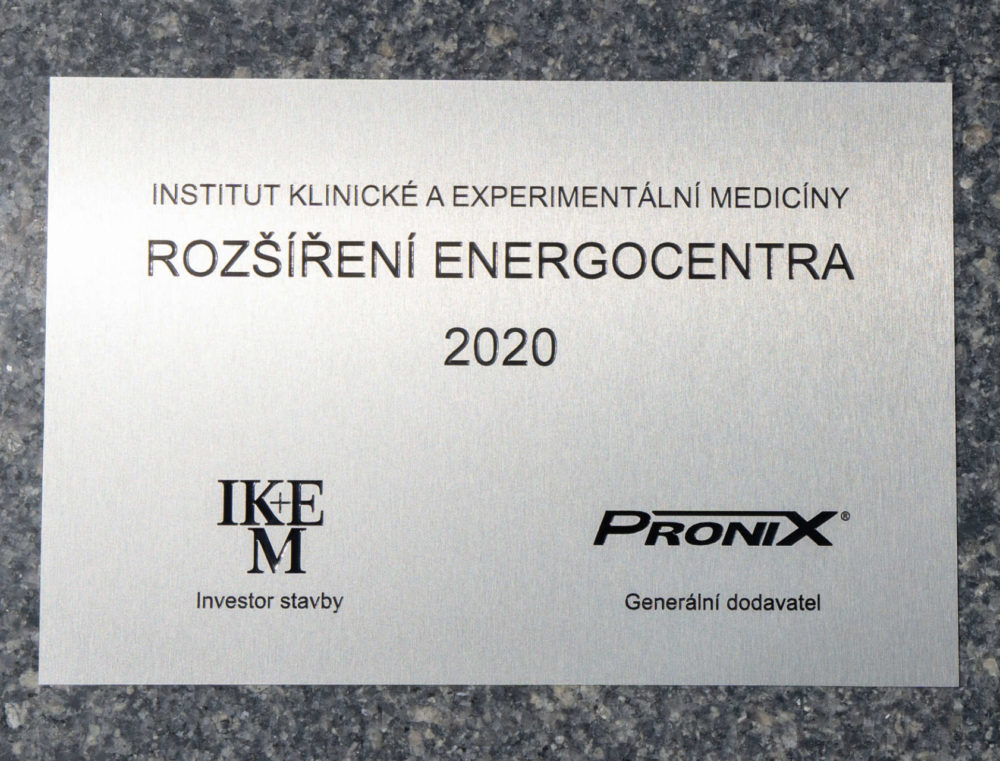 INSTITUT KLINICKÉ A EXPERIMENTÁLNÍ MEDICÍNY
ROZŠÍŘENÍ ENERGOCENTRA
2020
IK+E
M
Investor stavby
PRONIX®
Generální dodavatel